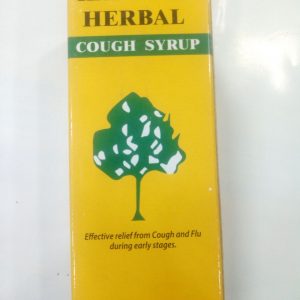 HERBAL
COUGH SYRUP
Effective relief from Cough and Flu
during early stages.